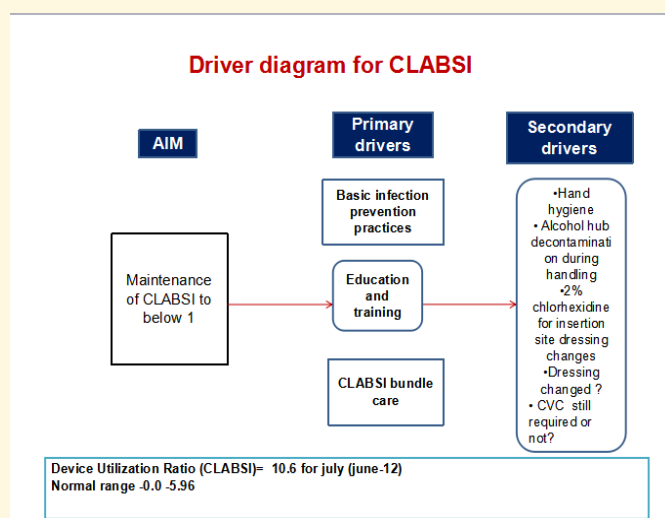 Driver diagram for CLABSI
AIM
Primary
drivers
Secondary
drivers
Maintenance
of CLABSI to
below 1
Basic infection
prevention
practices
Education
and
training
CLABSI bundle
care
•Hand
hygiene
• Alcohol hub
decontaminati
on during
handling
•2%
chlorhexidine
for insertion
site dressing
changes
•Dressing
changed ?
• CVC still
required or
not?
Device Utilization Ratio (CLABSI)= 10.6 for july (june-12)
Normal range -0.0 -5.96